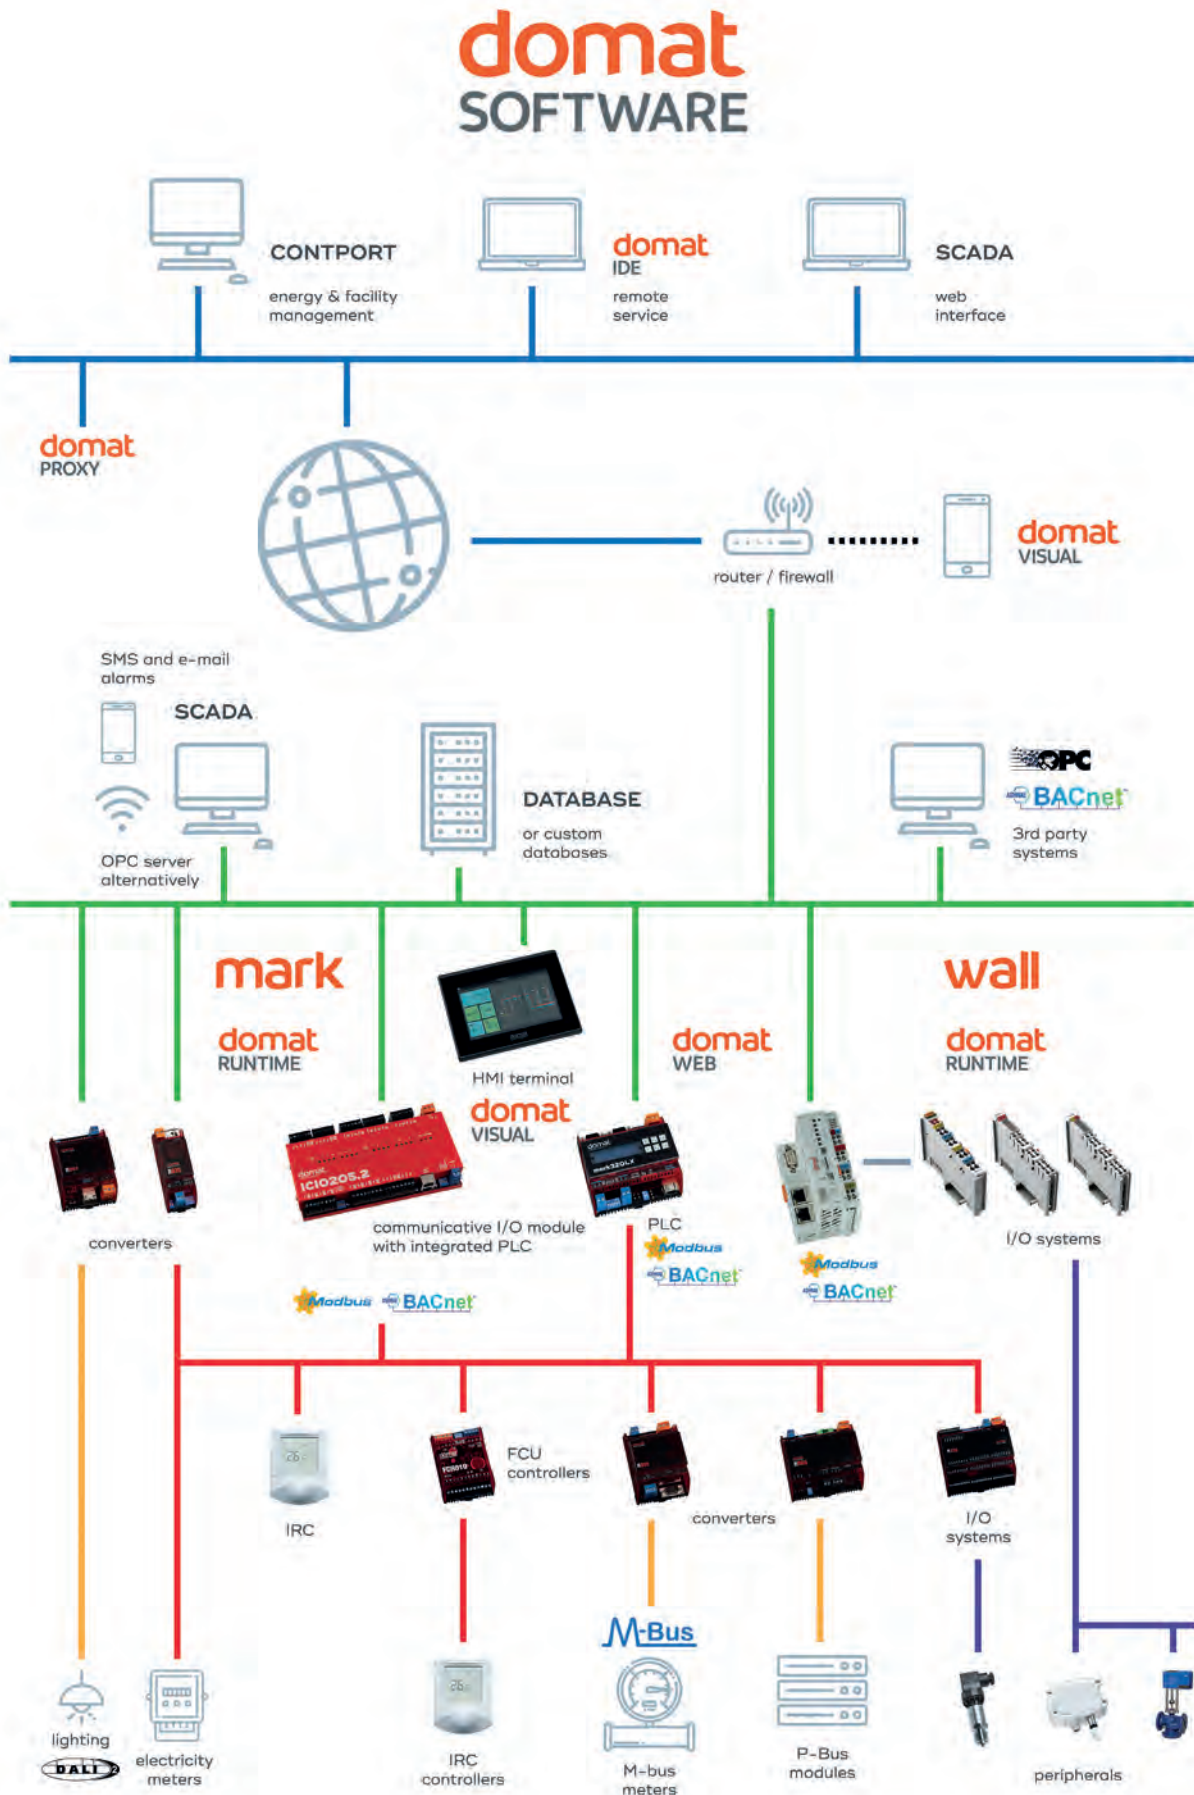 domat
SOFTWARE
CONTPORT
energy & facility
management
domat
IDE
remote
service
SCADA
web
interface
domat
PROXY
router / firewall
domat
VISUAL
SMS and e-mail
alarms
SCADA
OPC server
alternatively
DATABASE
or custom
databases
OPC
BACnet
3rd party
systems
mark
domat
RUNTIME
HMI terminal
domat
VISUAL
domat
WEB
wall
domat
RUNTIME
converters
domat
ICIO205.2
communicative I/O module
with integrated PLC
Modbus
BACnet
domat
mark320LX
PLC
Modbus
BACnet
Modbus
BACnet
I/O systems
IRC
FCU
controllers
converters
I/O
systems
lighting
DALI 2
electricity
meters
IRC
controllers
M-Bus
M-bus
meters
P-Bus
modules
peripherals